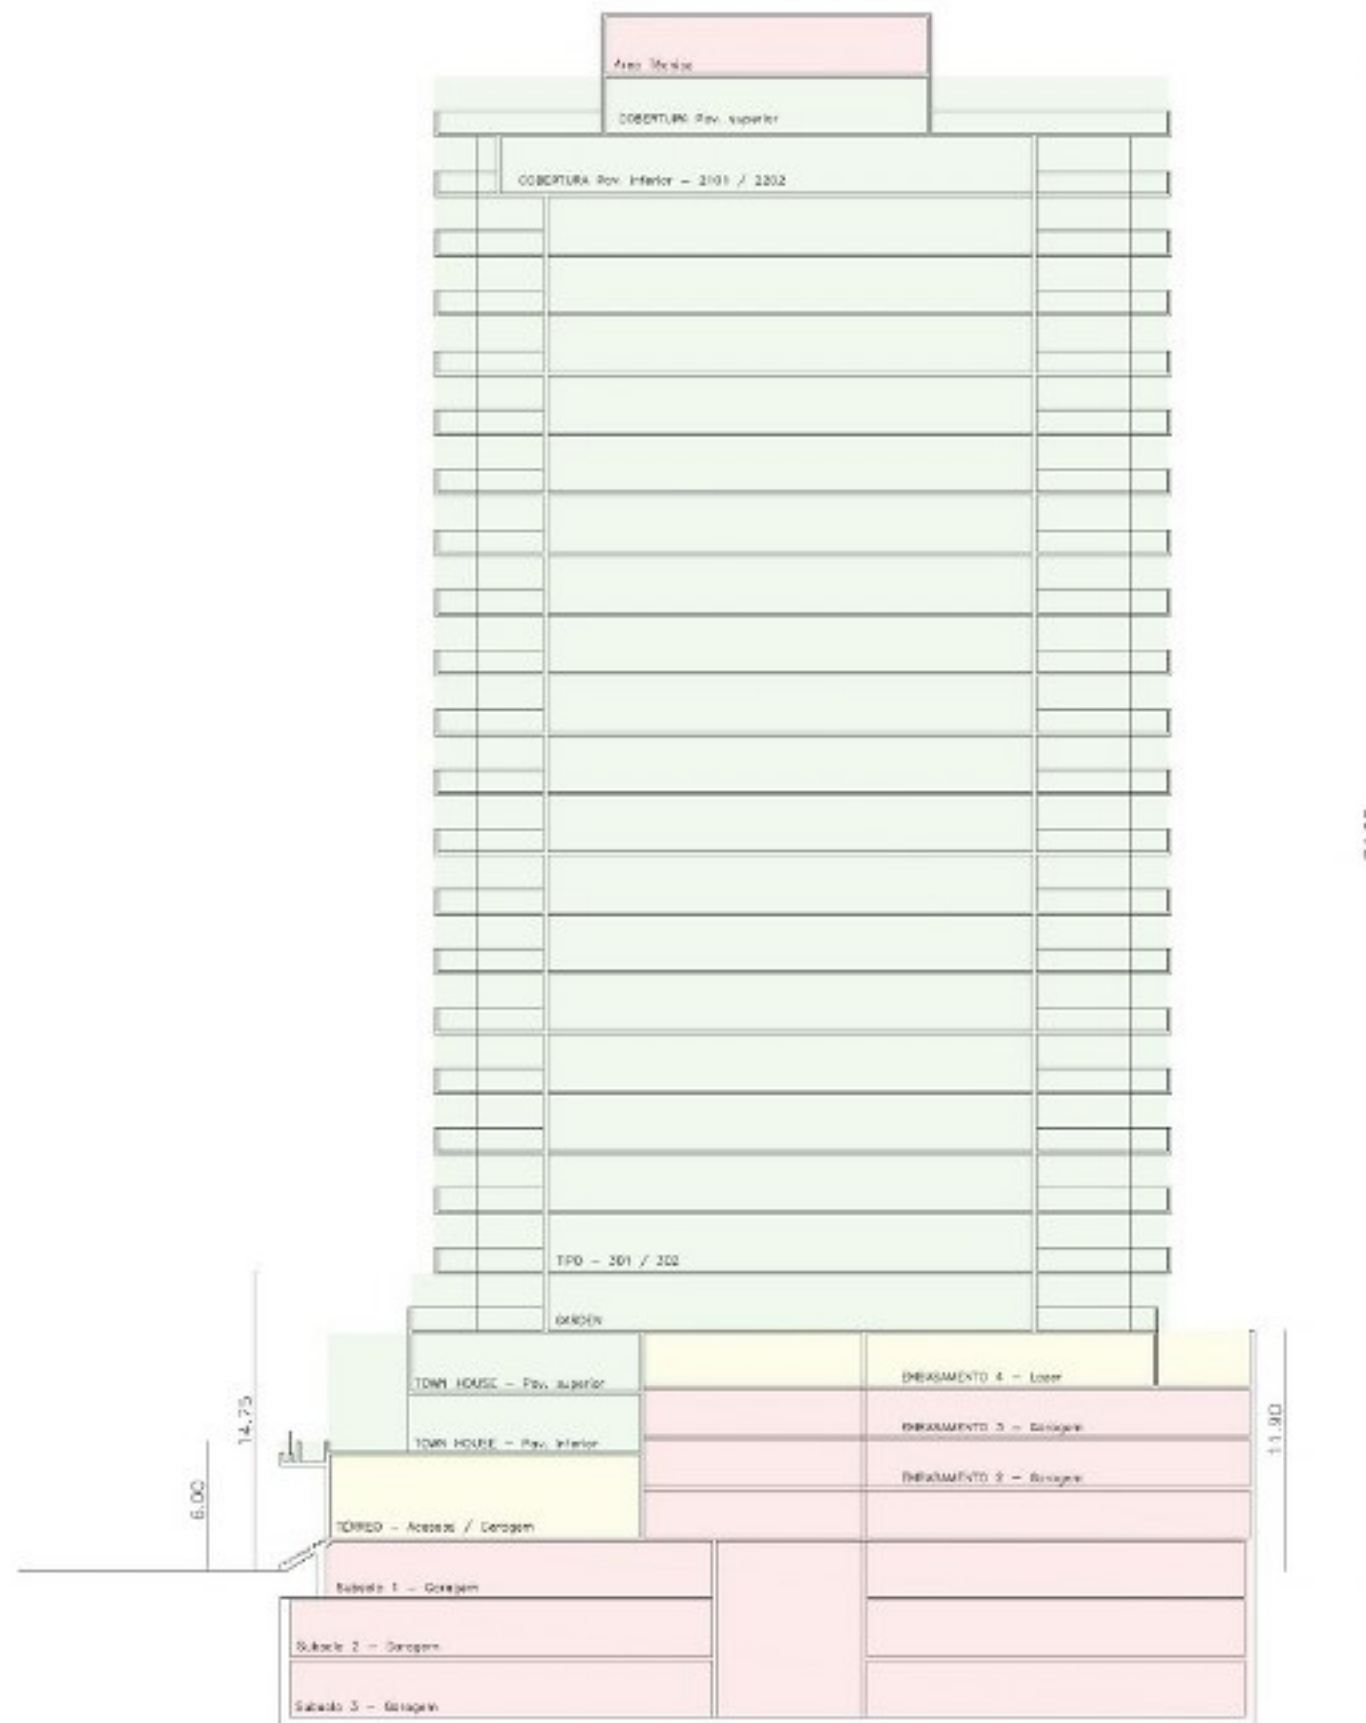 Área Técnica
COBERTURA Pav. superior
COBERTURA Pav. inferior – 2101 / 2202
TIPO – 301 / 302
GARDEN
TOWN HOUSE – Pav. superior
EMBASAMENTO 4 – Lazer
14.75
11.90
EMBASAMENTO 3 – Garagem
TOWN HOUSE – Pav. inferior
EMBASAMENTO 2 – Garagem
6.00
TÉRREO – Acessos / Garagem
Subsolo 1 – Garagem
Subsolo 2 – Garagem
Subsolo 3 – Garagem